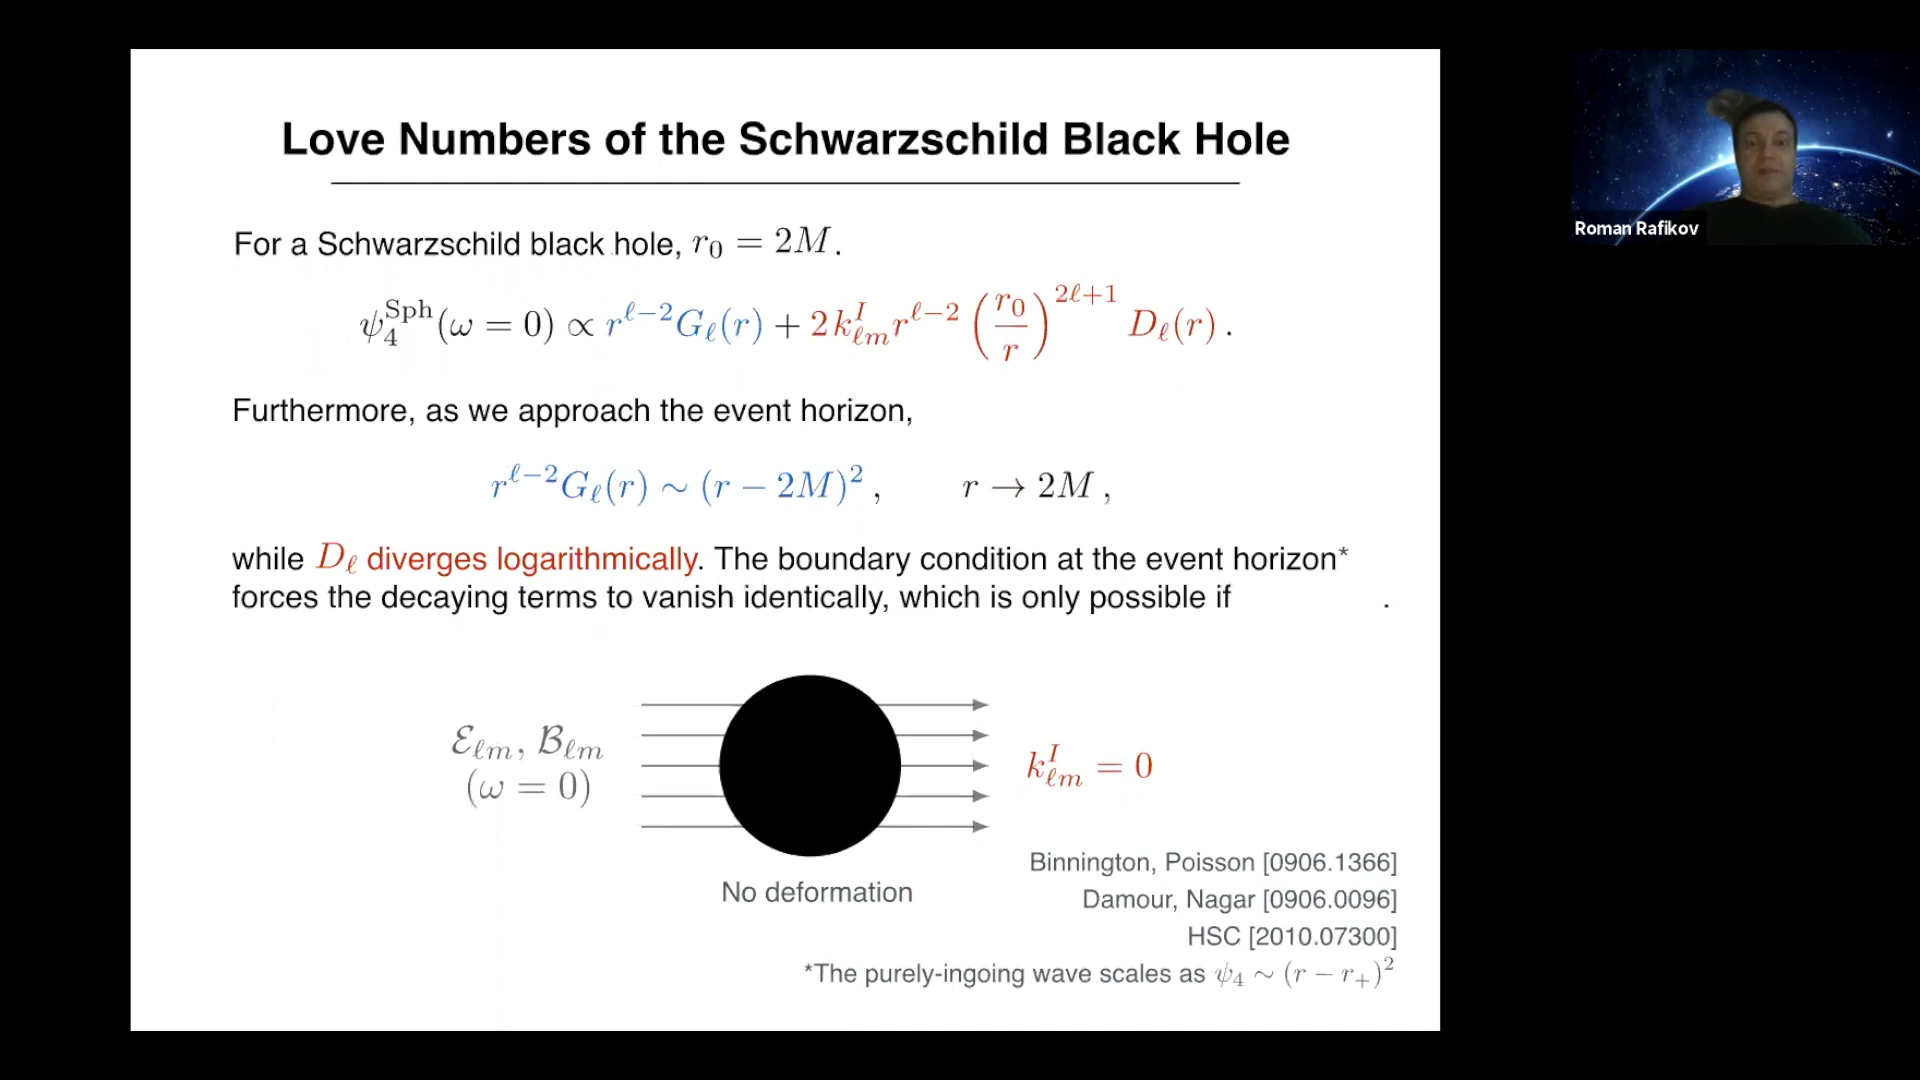 Love Numbers of the Schwarzschild Black Hole
Roman Rafikov
For a Schwarzschild black hole, r₀ = 2M.
ψ₄^Sph(ω = 0) ∝ r^{ℓ−2}G_ℓ(r) + 2k^I_{ℓm}r^{ℓ−2} (r₀/r)^{2ℓ+1} D_ℓ(r).
Furthermore, as we approach the event horizon,
r^{ℓ−2}G_ℓ(r) ∼ (r − 2M)², r → 2M,
while D_ℓ diverges logarithmically. The boundary condition at the event horizon*
forces the decaying terms to vanish identically, which is only possible if .
ℰ_{ℓm}, ℬ_{ℓm}
(ω = 0)
k^I_{ℓm} = 0
No deformation
Binnington, Poisson [0906.1366]
Damour, Nagar [0906.0096]
HSC [2010.07300]
*The purely-ingoing wave scales as ψ₄ ∼ (r − r₊)²